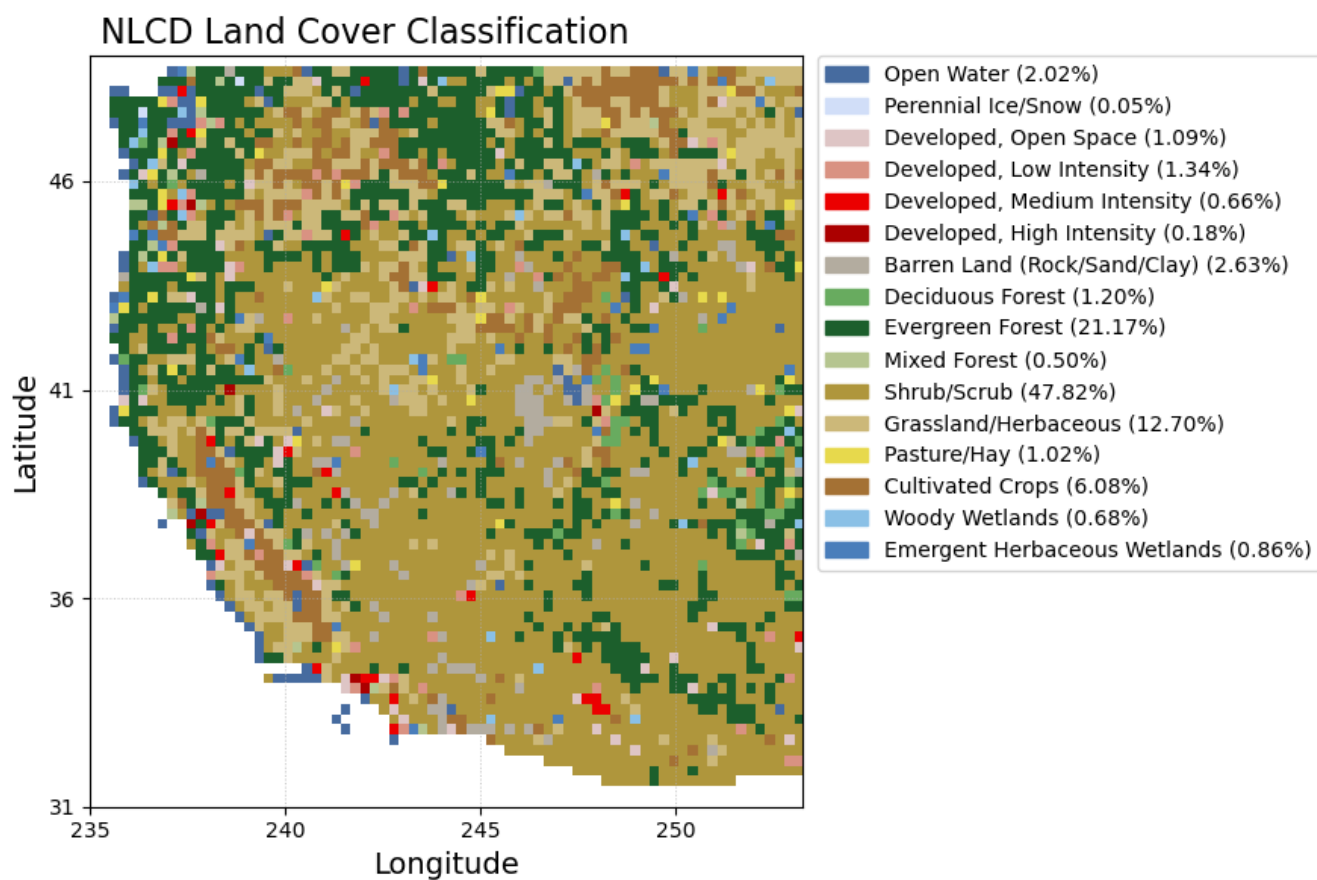 NLCD Land Cover Classification
Open Water (2.02%)
Perennial Ice/Snow (0.05%)
Developed, Open Space (1.09%)
Developed, Low Intensity (1.34%)
Developed, Medium Intensity (0.66%)
Developed, High Intensity (0.18%)
Barren Land (Rock/Sand/Clay) (2.63%)
Deciduous Forest (1.20%)
Evergreen Forest (21.17%)
Mixed Forest (0.50%)
Shrub/Scrub (47.82%)
Grassland/Herbaceous (12.70%)
Pasture/Hay (1.02%)
Cultivated Crops (6.08%)
Woody Wetlands (0.68%)
Emergent Herbaceous Wetlands (0.86%)
Latitude
46
41
36
31
235
240
245
250
Longitude